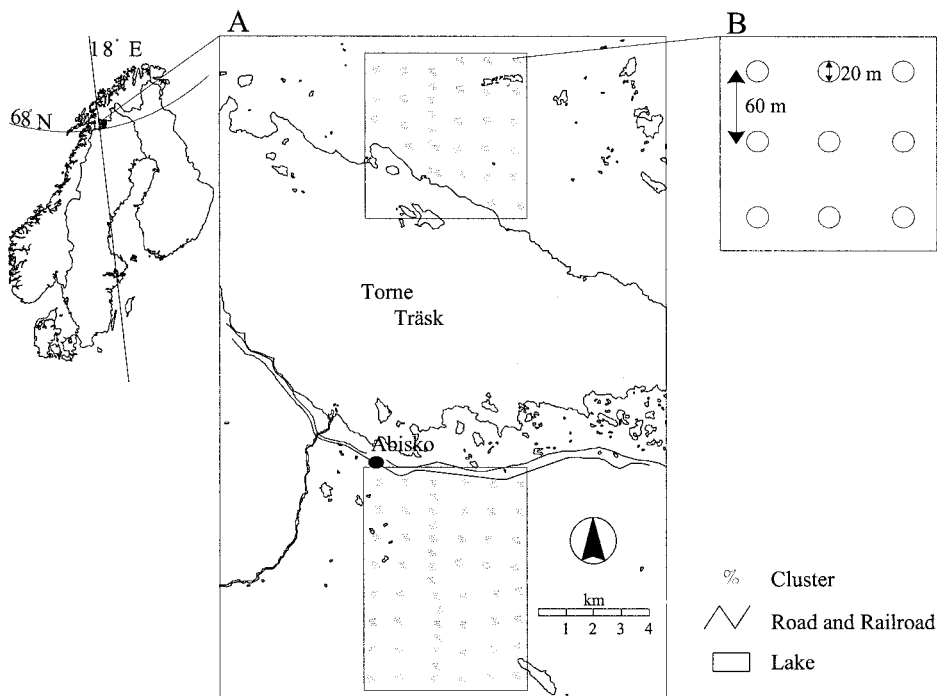 A
B
18° E
68° N
20 m
60 m
Torne
Träsk
Abisko
km
1 2 3 4
% Cluster
Road and Railroad
Lake